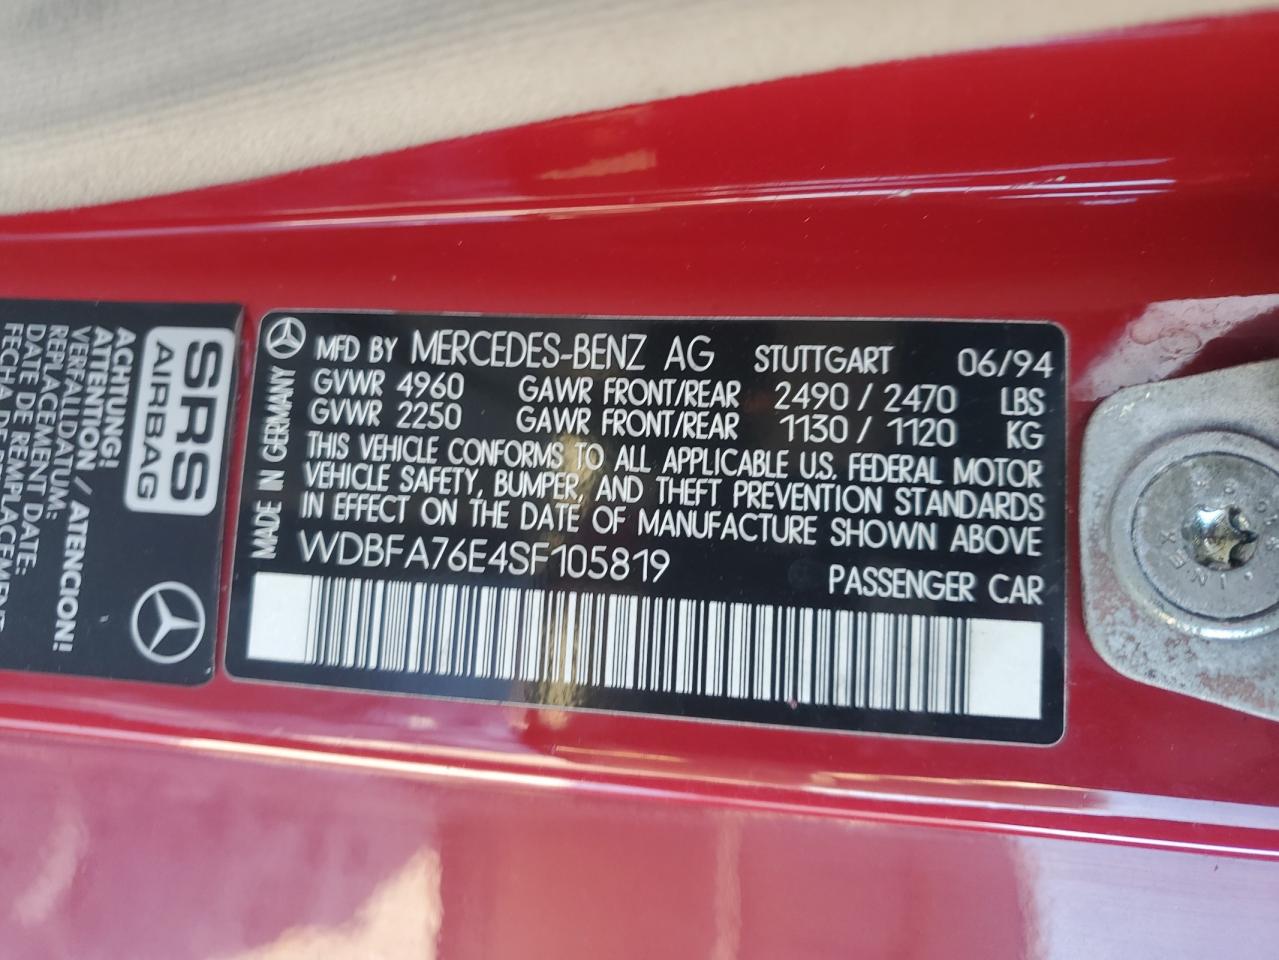 MFD BY MERCEDES-BENZ AG STUTTGART 06/94
GVWR 4960 GAWR FRONT/REAR 2490 / 2470 LBS
GVWR 2250 GAWR FRONT/REAR 1130 / 1120 KG
THIS VEHICLE CONFORMS TO ALL APPLICABLE U.S. FEDERAL MOTOR
VEHICLE SAFETY, BUMPER, AND THEFT PREVENTION STANDARDS
IN EFFECT ON THE DATE OF MANUFACTURE SHOWN ABOVE
WDBFA76E4SF105819 PASSENGER CAR
MADE IN GERMANY
SRS
AIRBAG
ACHTUNG!
ATTENTION / ATENCION!
VERFALLDATUM:
REPLACEMENT DATE:
DATE DE REMPLACEMENT
FECHA DE